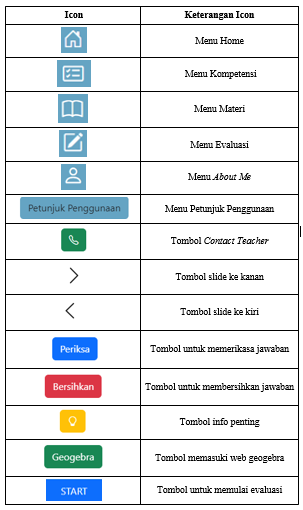 Icon Keterangan Icon
Menu Home
Menu Kompetensi
Menu Materi
Menu Evaluasi
Menu About Me
Petunjuk Penggunaan Menu Petunjuk Penggunaan
Tombol Contact Teacher
Tombol slide ke kanan
Tombol slide ke kiri
Periksa Tombol untuk memerikasa jawaban
Bersihkan Tombol untuk membersihkan jawaban
Tombol info penting
Geogebra Tombol memasuki web geogebra
START Tombol untuk memulai evaluasi